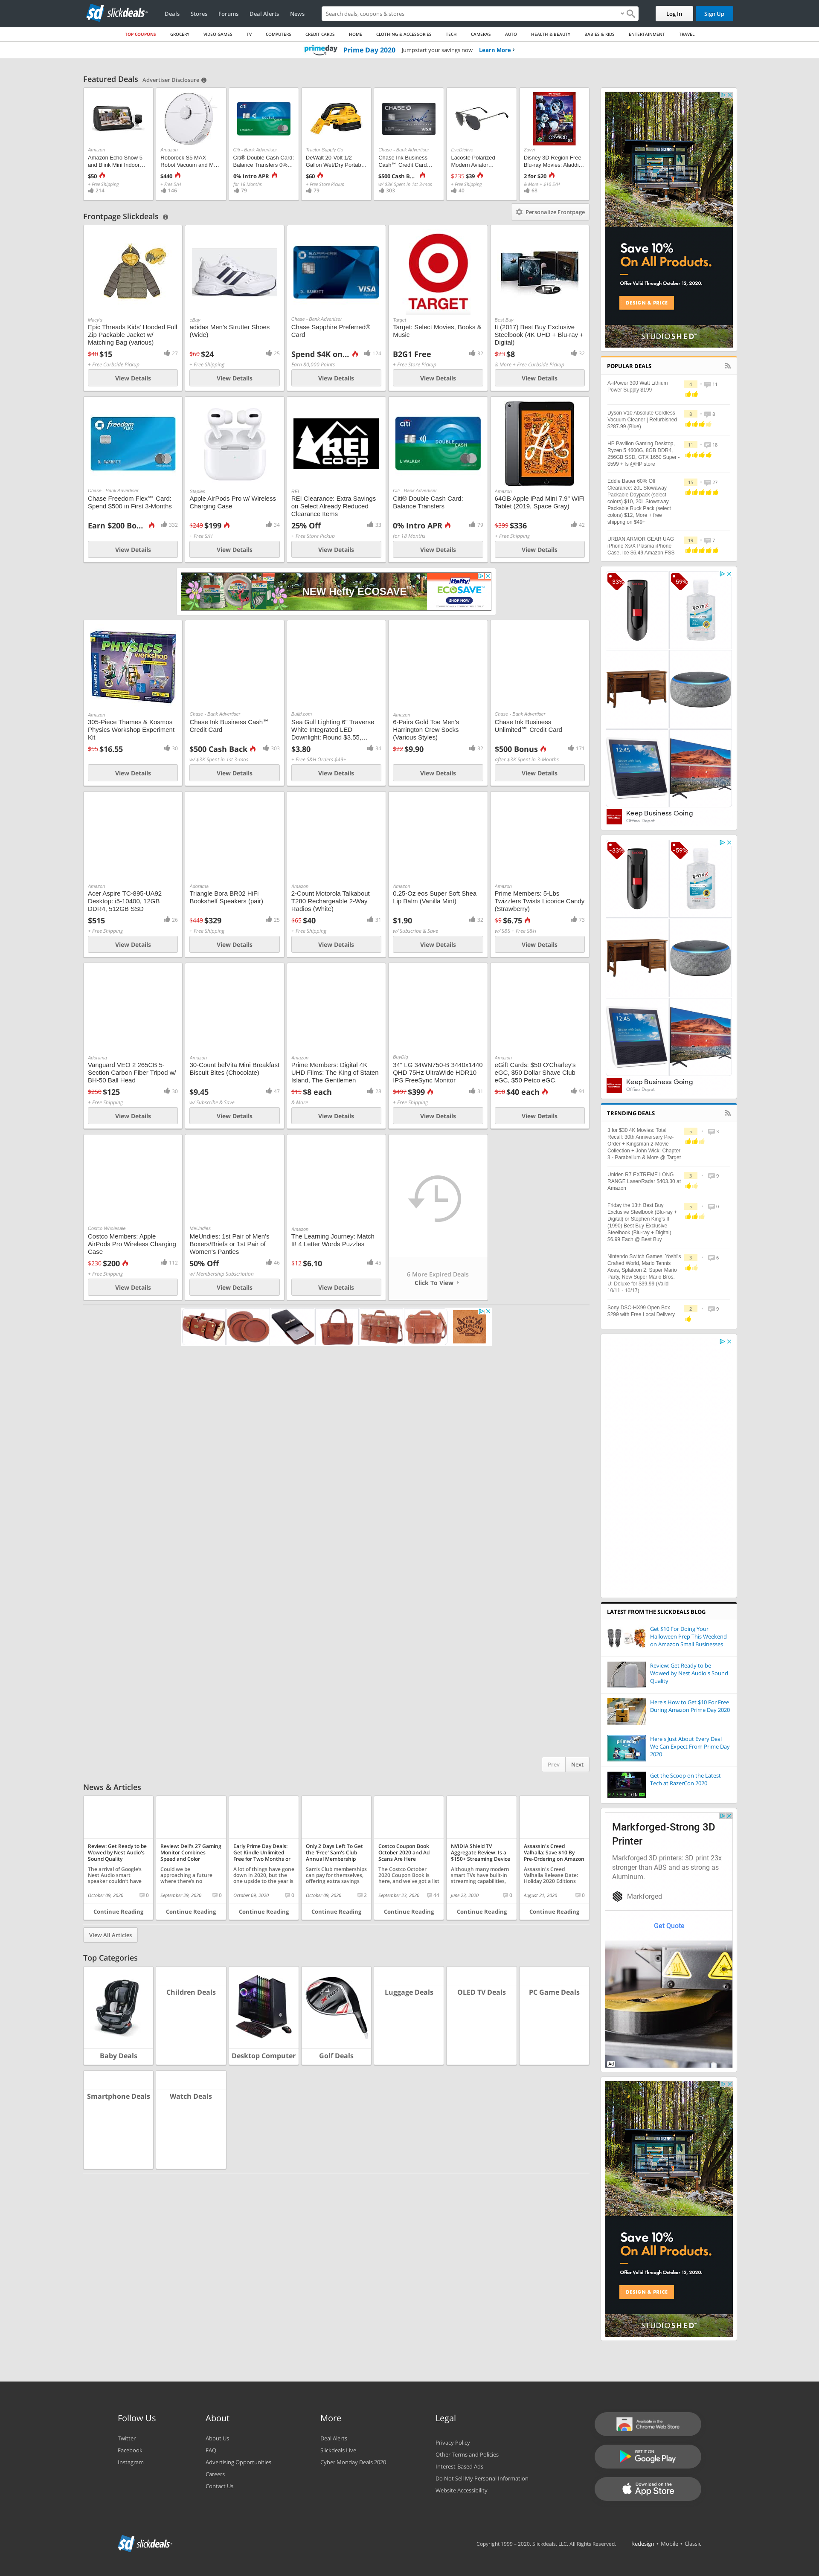 slickdeals
Deals Stores Forums Deal Alerts News
Search deals, coupons & stores
Log In Sign Up
TOP COUPONS GROCERY VIDEO GAMES TV COMPUTERS CREDIT CARDS HOME CLOTHING & ACCESSORIES TECH CAMERAS AUTO HEALTH & BEAUTY BABIES & KIDS ENTERTAINMENT TRAVEL
prime day Prime Day 2020 Jumpstart your savings now Learn More
Featured Deals Advertiser Disclosure
Amazon
Amazon Echo Show 5 and Blink Mini Indoor...
$50
+ Free Shipping
214
Amazon
Roborock S5 MAX Robot Vacuum and M...
$440
+ Free S/H
146
Citi - Bank Advertiser
Citi® Double Cash Card: Balance Transfers 0%...
0% Intro APR
for 18 Months
79
Tractor Supply Co.
DeWalt 20-Volt 1/2 Gallon Wet/Dry Portab...
$60
+ Free Store Pickup
79
Chase - Bank Advertiser
Chase Ink Business Cash℠ Credit Card...
$500 Cash B...
w/ $3K Spent in 1st 3-mos
303
EyeDictive
Lacoste Polarized Modern Aviator...
$235 $39
+ Free Shipping
40
Zavvi
Disney 3D Region Free Blu-ray Movies: Aladdi...
2 for $20
& More + $10 S/H
68
Frontpage Slickdeals
Personalize Frontpage
Macy's
Epic Threads Kids' Hooded Full Zip Packable Jacket w/ Matching Bag (various)
$40 $15 27
+ Free Curbside Pickup
View Details
eBay
adidas Men's Strutter Shoes (Wide)
$60 $24 25
+ Free Shipping
View Details
Chase - Bank Advertiser
Chase Sapphire Preferred® Card
Spend $4K on... 124
Earn 80,000 Points
View Details
TARGET
Target
Target: Select Movies, Books & Music
B2G1 Free 32
+ Free Store Pickup
View Details
Best Buy
It (2017) Best Buy Exclusive Steelbook (4K UHD + Blu-ray + Digital)
$23 $8 32
& More + Free Curbside Pickup
View Details
Chase - Bank Advertiser
Chase Freedom Flex℠ Card: Spend $500 in First 3-Months
Earn $200 Bo... 332
View Details
Staples
Apple AirPods Pro w/ Wireless Charging Case
$249 $199 34
+ Free S/H
View Details
REI CO-OP
REI
REI Clearance: Extra Savings on Select Already Reduced Clearance Items
25% Off 33
+ Free Store Pickup
View Details
Citi - Bank Advertiser
Citi® Double Cash Card: Balance Transfers
0% Intro APR 79
for 18 Months
View Details
Amazon
64GB Apple iPad Mini 7.9" WiFi Tablet (2019, Space Gray)
$399 $336 42
+ Free Shipping
View Details
NEW Hefty ECOSAVE
Hefty
ECOSAVE
SHOP NOW
PHYSICS workshop
Amazon
305-Piece Thames & Kosmos Physics Workshop Experiment Kit
$55 $16.55 30
View Details
Chase - Bank Advertiser
Chase Ink Business Cash℠ Credit Card
$500 Cash Back 303
w/ $3K Spent in 1st 3-mos
View Details
Build.com
Sea Gull Lighting 6" Traverse White Integrated LED Downlight: Round $3.55,...
$3.80 34
+ Free S&H Orders $49+
View Details
Amazon
6-Pairs Gold Toe Men's Harrington Crew Socks (Various Styles)
$22 $9.90 32
View Details
Chase - Bank Advertiser
Chase Ink Business Unlimited℠ Credit Card
$500 Bonus 171
after $3K Spent in 3 Months
View Details
Amazon
Acer Aspire TC-895-UA92 Desktop: i5-10400, 12GB DDR4, 512GB SSD
$515 26
+ Free Shipping
View Details
Adorama
Triangle Bora BR02 HiFi Bookshelf Speakers (pair)
$449 $329 25
+ Free Shipping
View Details
Amazon
2-Count Motorola Talkabout T280 Rechargeable 2-Way Radios (White)
$65 $40 31
+ Free Shipping
View Details
Amazon
0.25-Oz eos Super Soft Shea Lip Balm (Vanilla Mint)
$1.90 32
w/ Subscribe & Save
View Details
Amazon
Prime Members: 5-Lbs Twizzlers Twists Licorice Candy (Strawberry)
$9 $6.75 73
w/ S&S + Free S&H
View Details
Adorama
Vanguard VEO 2 265CB 5-Section Carbon Fiber Tripod w/ BH-50 Ball Head
$250 $125 30
+ Free Shipping
View Details
Amazon
30-Count belVita Mini Breakfast Biscuit Bites (Chocolate)
$9.45 47
w/ Subscribe & Save
View Details
Amazon
Prime Members: Digital 4K UHD Films: The King of Staten Island, The Gentlemen
$15 $8 each 28
& More
View Details
BuyDig
34" LG 34WN750-B 3440x1440 QHD 75Hz UltraWide HDR10 IPS FreeSync Monitor
$497 $399 31
+ Free Shipping
View Details
Amazon
eGift Cards: $50 O'Charley's eGC, $50 Dollar Shave Club eGC, $50 Petco eGC,
$50 $40 each 91
View Details
Costco Wholesale
Costco Members: Apple AirPods Pro Wireless Charging Case
$230 $200 112
+ Free Shipping
View Details
MeUndies
MeUndies: 1st Pair of Men's Boxers/Briefs or 1st Pair of Women's Panties
50% Off 46
w/ Membership Subscription
View Details
Amazon
The Learning Journey: Match It! 4 Letter Words Puzzles
$12 $6.10 45
View Details
6 More Expired Deals
Click To View
Prev Next
News & Articles
Review: Get Ready to be Wowed by Nest Audio's Sound Quality
The arrival of Google's Nest Audio smart speaker couldn't have
October 09, 2020 0
Continue Reading
Review: Dell's 27 Gaming Monitor Combines Speed and Color
Could we be approaching a future where there's no
September 29, 2020 0
Continue Reading
Early Prime Day Deals: Get Kindle Unlimited Free for Two Months or
A lot of things have gone down in 2020, but the one upside to the year is
October 09, 2020 0
Continue Reading
Only 2 Days Left To Get the 'Free' Sam's Club Annual Membership
Sam's Club memberships can pay for themselves, offering extra savings
October 09, 2020 2
Continue Reading
Costco Coupon Book October 2020 and Ad Scans Are Here
The Costco October 2020 Coupon Book is here, and we've got a list
September 23, 2020 44
Continue Reading
NVIDIA Shield TV Aggregate Review: Is a $150+ Streaming Device
Although many modern smart TVs have built-in streaming capabilities,
June 23, 2020 0
Continue Reading
Assassin's Creed Valhalla: Save $10 By Pre-Ordering on Amazon
Assassin's Creed Valhalla Release Date: Holiday 2020 Editions
August 21, 2020 0
Continue Reading
View All Articles
Top Categories
Baby Deals
Children Deals
Desktop Computer
Golf Deals
Luggage Deals
OLED TV Deals
PC Game Deals
Smartphone Deals
Watch Deals
Save 10%
On All Products.
Offer Valid Through October 12, 2020.
DESIGN & PRICE
STUDIOSHED
POPULAR DEALS
A-iPower 300 Watt Lithium Power Supply $199
4 11
Dyson V10 Absolute Cordless Vacuum Cleaner | Refurbished $287.99 (Blue)
6 8
HP Pavilion Gaming Desktop, Ryzen 5 4600G, 8GB DDR4, 256GB SSD, GTX 1650 Super - $599 + fs @HP store
11 18
Eddie Bauer 60% Off Clearance: 20L Stowaway Packable Daypack (select colors) $10, 20L Stowaway Packable Ruck Pack (select colors) $12, More + free shipping on $49+
15 27
URBAN ARMOR GEAR UAG iPhone Xs/X Plasma iPhone Case, Ice $6.49 Amazon FSS
19 7
-33% -59%
Keep Business Going
Office Depot
-33% -59%
Keep Business Going
Office Depot
TRENDING DEALS
3 for $30 4K Movies: Total Recall: 30th Anniversary Pre-Order + Kingsman 2-Movie Collection + John Wick: Chapter 3 - Parabellum & More @ Target
5 3
Uniden R7 EXTREME LONG RANGE Laser/Radar $403.30 at Amazon
3 9
Friday the 13th Best Buy Exclusive Steelbook (Blu-ray + Digital) or Stephen King's It (1990) Best Buy Exclusive Steelbook (Blu-ray + Digital) $6.99 Each @ Best Buy
5 0
Nintendo Switch Games: Yoshi's Crafted World, Mario Tennis Aces, Splatoon 2, Super Mario Party, New Super Mario Bros. U: Deluxe for $39.99 (Valid 10/11 - 10/17)
3 6
Sony DSC-HX99 Open Box $299 with Free Local Delivery
2 9
LATEST FROM THE SLICKDEALS BLOG
Get $10 For Doing Your Halloween Prep This Weekend on Amazon Small Businesses
Review: Get Ready to be Wowed by Nest Audio's Sound Quality
Here's How to Get $10 For Free During Amazon Prime Day 2020
Here's Just About Every Deal We Can Expect From Prime Day 2020
Get the Scoop on the Latest Tech at RazerCon 2020
Markforged-Strong 3D Printer
Markforged 3D printers: 3D print 23x stronger than ABS and as strong as Aluminum.
Markforged
Get Quote
Ad
Save 10%
On All Products.
Offer Valid Through October 12, 2020.
DESIGN & PRICE
STUDIOSHED
Follow Us
Twitter
Facebook
Instagram
About
About Us
FAQ
Advertising Opportunities
Careers
Contact Us
More
Deal Alerts
Slickdeals Live
Cyber Monday Deals 2020
Legal
Privacy Policy
Other Terms and Policies
Interest-Based Ads
Do Not Sell My Personal Information
Website Accessibility
Available in the Chrome Web Store
GET IT ON Google Play
Download on the App Store
slickdeals
Copyright 1999 - 2020. Slickdeals, LLC. All Rights Reserved. Redesign • Mobile • Classic